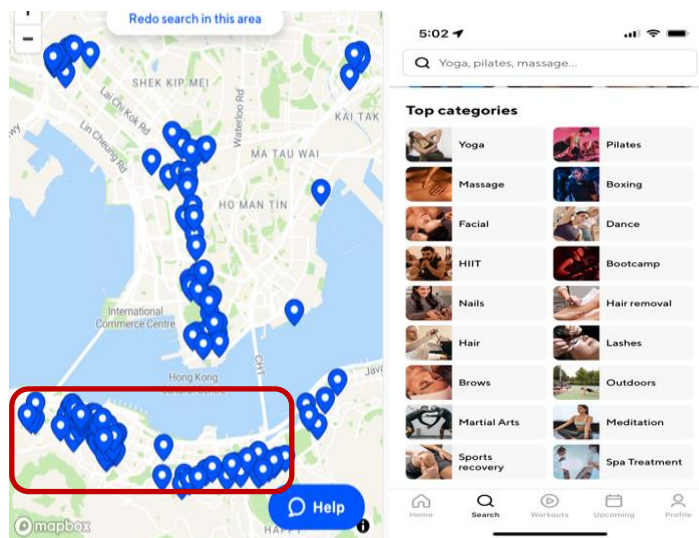 +
Redo search in this area
−
SHEK KIP MEI
Lai Chi Kok Rd
Waterloo Rd
KAI TAK
Lin Cheung Rd
MA TAU WAI
HO MAN TIN
International
Commerce Centre
Hong Kong
CHT
Java
Help
mapbox
HAPPY
5:02
Yoga, pilates, massage...
Top categories
Yoga
Pilates
Massage
Boxing
Facial
Dance
HIIT
Bootcamp
Nails
Hair removal
Hair
Lashes
Brows
Outdoors
Martial Arts
Meditation
Sports
recovery
Spa Treatment
Home
Search
Workouts
Upcoming
Profile